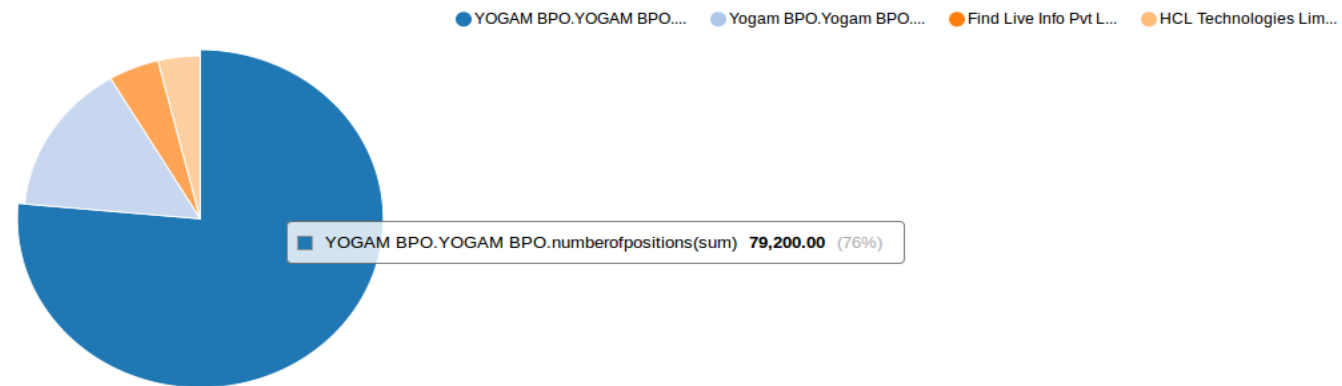 YOGAM BPO.YOGAM BPO.... Yogam BPO.Yogam BPO.... Find Live Info Pvt L... HCL Technologies Lim...
YOGAM BPO.YOGAM BPO.numberofpositions(sum) 79,200.00 (76%)